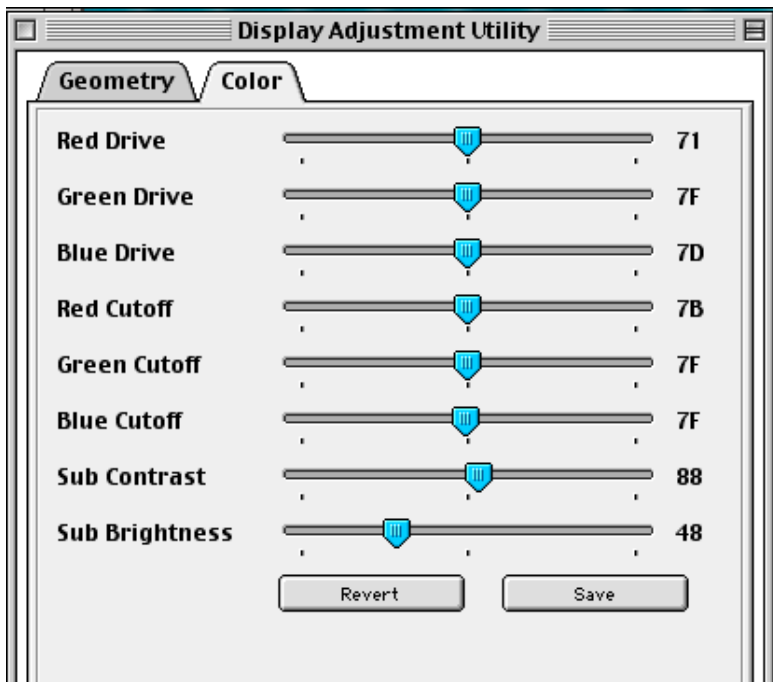 Display Adjustment Utility
Geometry Color
Red Drive 71
Green Drive 7F
Blue Drive 7D
Red Cutoff 7B
Green Cutoff 7F
Blue Cutoff 7F
Sub Contrast 88
Sub Brightness 48
Revert Save